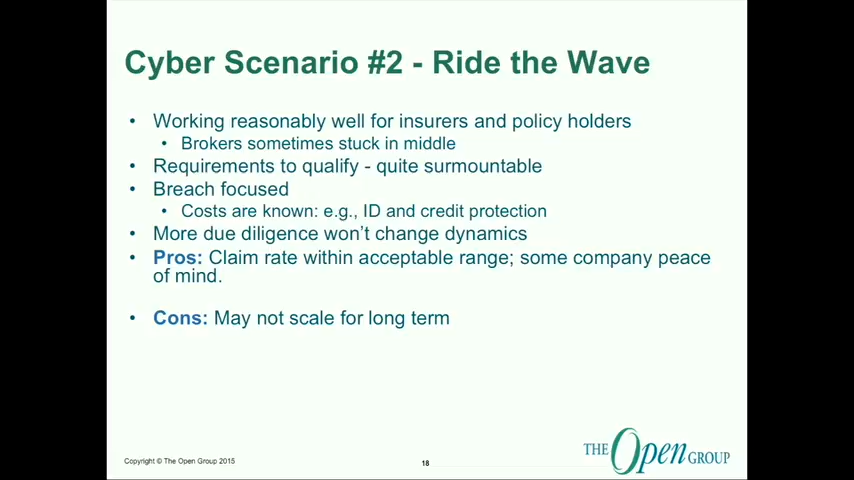 Cyber Scenario #2 - Ride the Wave
• Working reasonably well for insurers and policy holders
• Brokers sometimes stuck in middle
• Requirements to qualify - quite surmountable
• Breach focused
• Costs are known: e.g., ID and credit protection
• More due diligence won't change dynamics
• Pros: Claim rate within acceptable range; some company peace
of mind.
• Cons: May not scale for long term
Copyright © The Open Group 2015
18
THE Open GROUP